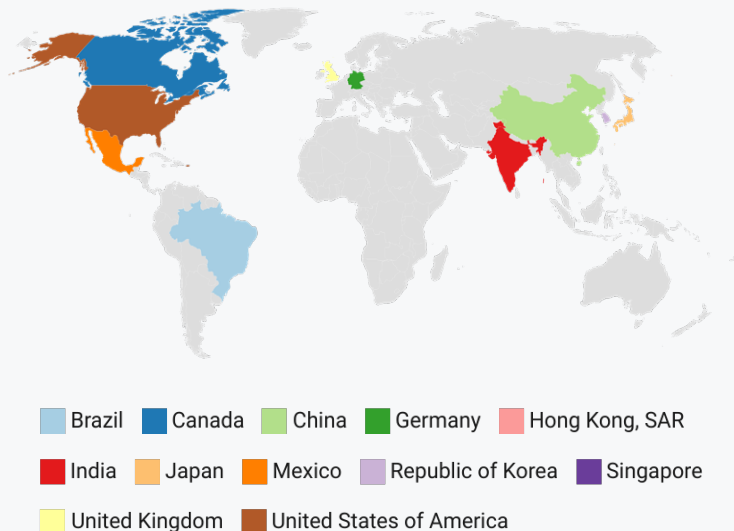 Brazil Canada China Germany Hong Kong, SAR
India Japan Mexico Republic of Korea Singapore
United Kingdom United States of America